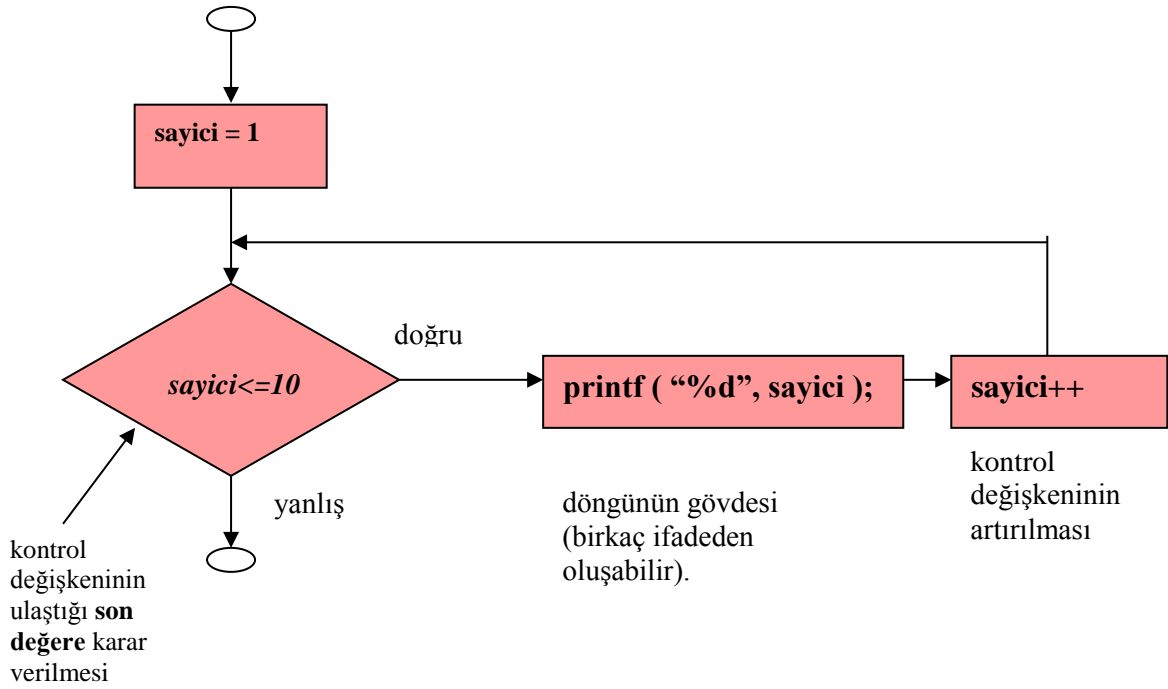 sayici = 1
doğru
sayici<=10
printf ( “%d”, sayici );
sayici++
yanlış
kontrol
değişkeninin
ulaştığı son
değere karar
verilmesi
döngünün gövdesi
(birkaç ifadeden
oluşabilir).
kontrol
değişkeninin
artırılması